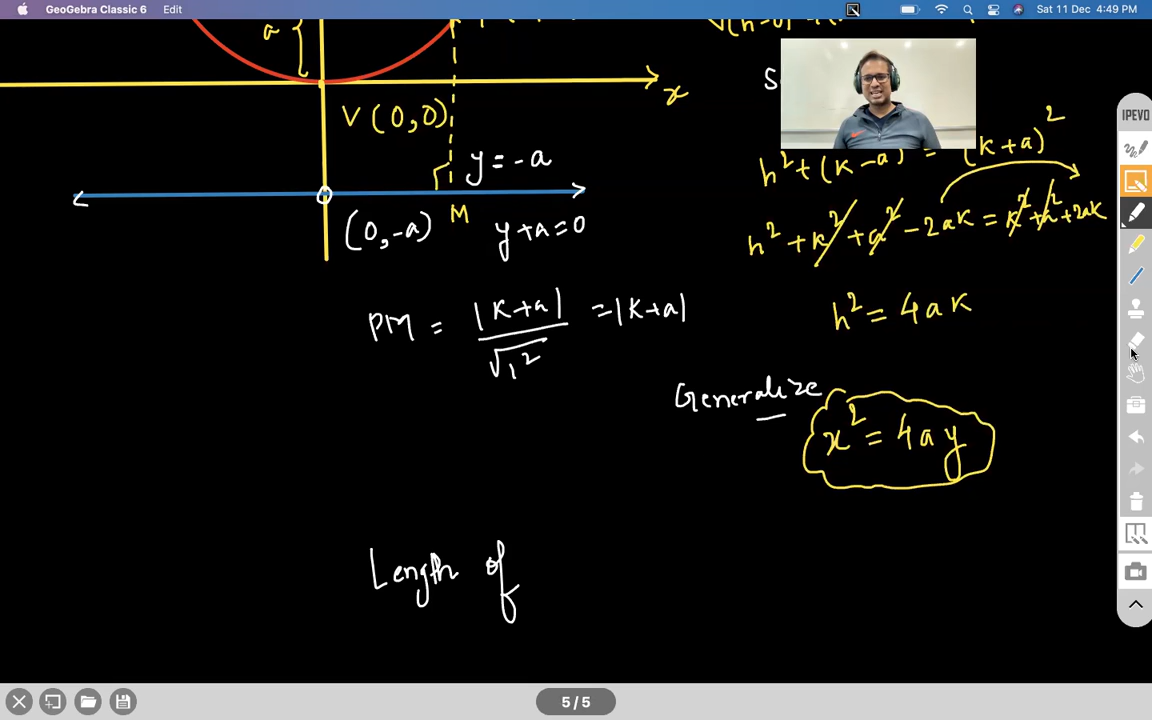 GeoGebra Classic 6 Edit Sat 11 Dec 4:49 PM
a
x
V (0,0)
S
IPEVO
h² + (k-a)² = (k+a)²
y = -a
h² + k² + a² - 2ak = k² + a² + 2ak
(0,-a) M y+a=0
PM = |k+a| / √1² = |k+a|
h² = 4ak
Generalize
x² = 4ay
Length of
5 / 5